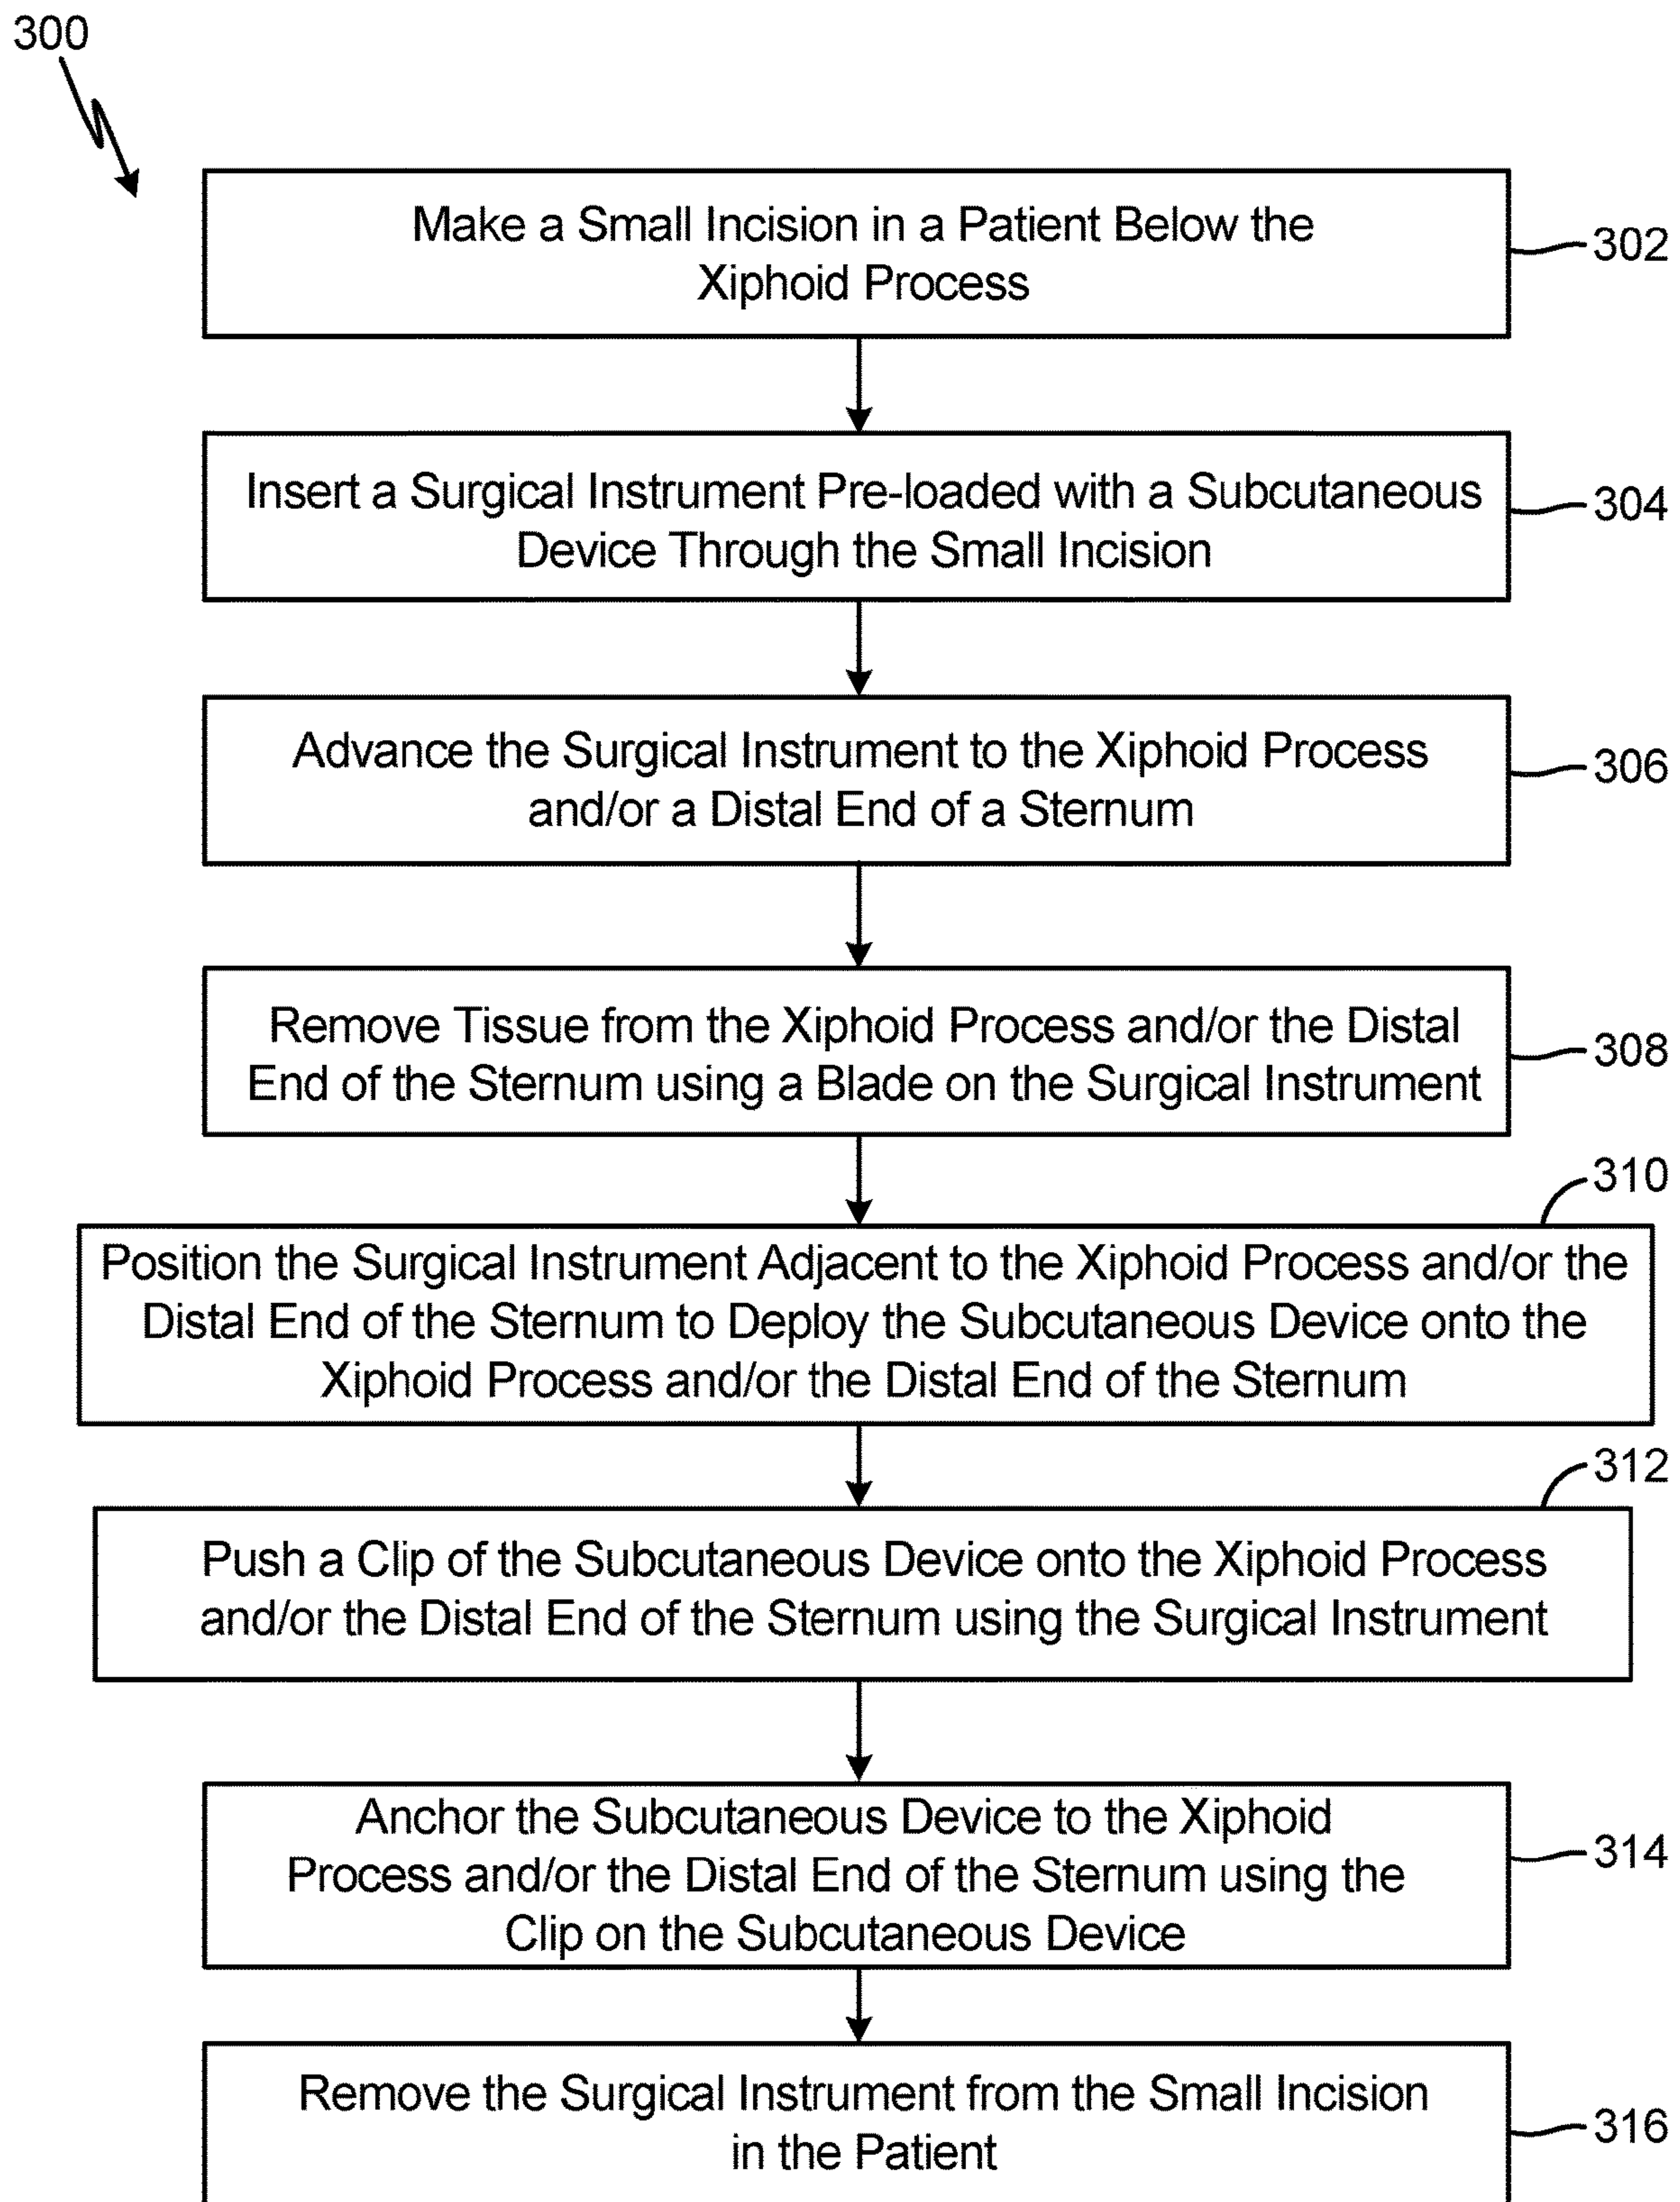 300
Make a Small Incision in a Patient Below the
Xiphoid Process
302
Insert a Surgical Instrument Pre-loaded with a Subcutaneous
Device Through the Small Incision
304
Advance the Surgical Instrument to the Xiphoid Process
and/or a Distal End of a Sternum
306
Remove Tissue from the Xiphoid Process and/or the Distal
End of the Sternum using a Blade on the Surgical Instrument
308
310
Position the Surgical Instrument Adjacent to the Xiphoid Process and/or the
Distal End of the Sternum to Deploy the Subcutaneous Device onto the
Xiphoid Process and/or the Distal End of the Sternum
312
Push a Clip of the Subcutaneous Device onto the Xiphoid Process
and/or the Distal End of the Sternum using the Surgical Instrument
Anchor the Subcutaneous Device to the Xiphoid
Process and/or the Distal End of the Sternum using the
Clip on the Subcutaneous Device
314
Remove the Surgical Instrument from the Small Incision
in the Patient
316